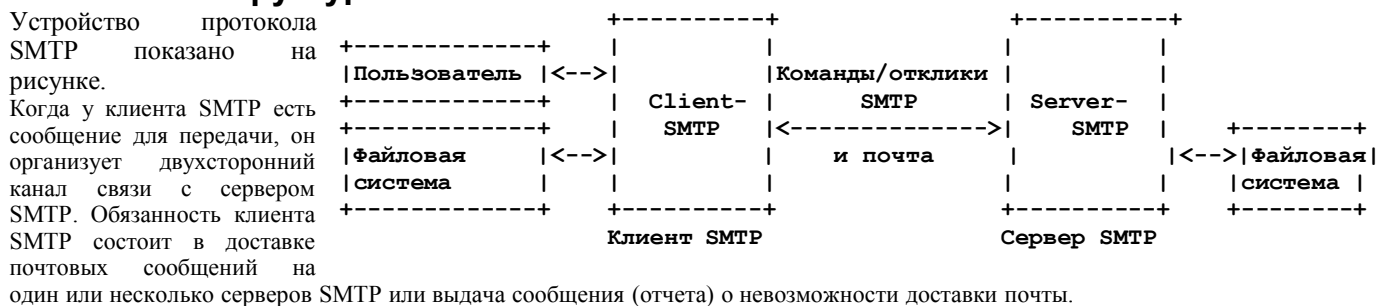 Устройство протокола
SMTP показано на
рисунке.
Когда у клиента SMTP есть
сообщение для передачи, он
организует двухсторонний
канал связи с сервером
SMTP. Обязанность клиента
SMTP состоит в доставке
почтовых сообщений на
один или несколько серверов SMTP или выдача сообщения (отчета) о невозможности доставки почты.
+----------+ +----------+
+-------------+ | | | |
|Пользователь |<-->| |Команды/отклики | |
+-------------+ | Client- | SMTP | Server- |
+-------------+ | SMTP |<-------------->| SMTP | +--------+
|Файловая |<-->| | и почта | |<-->|Файловая|
|система | | | | | |система |
+-------------+ +----------+ +----------+ +--------+
Клиент SMTP Сервер SMTP